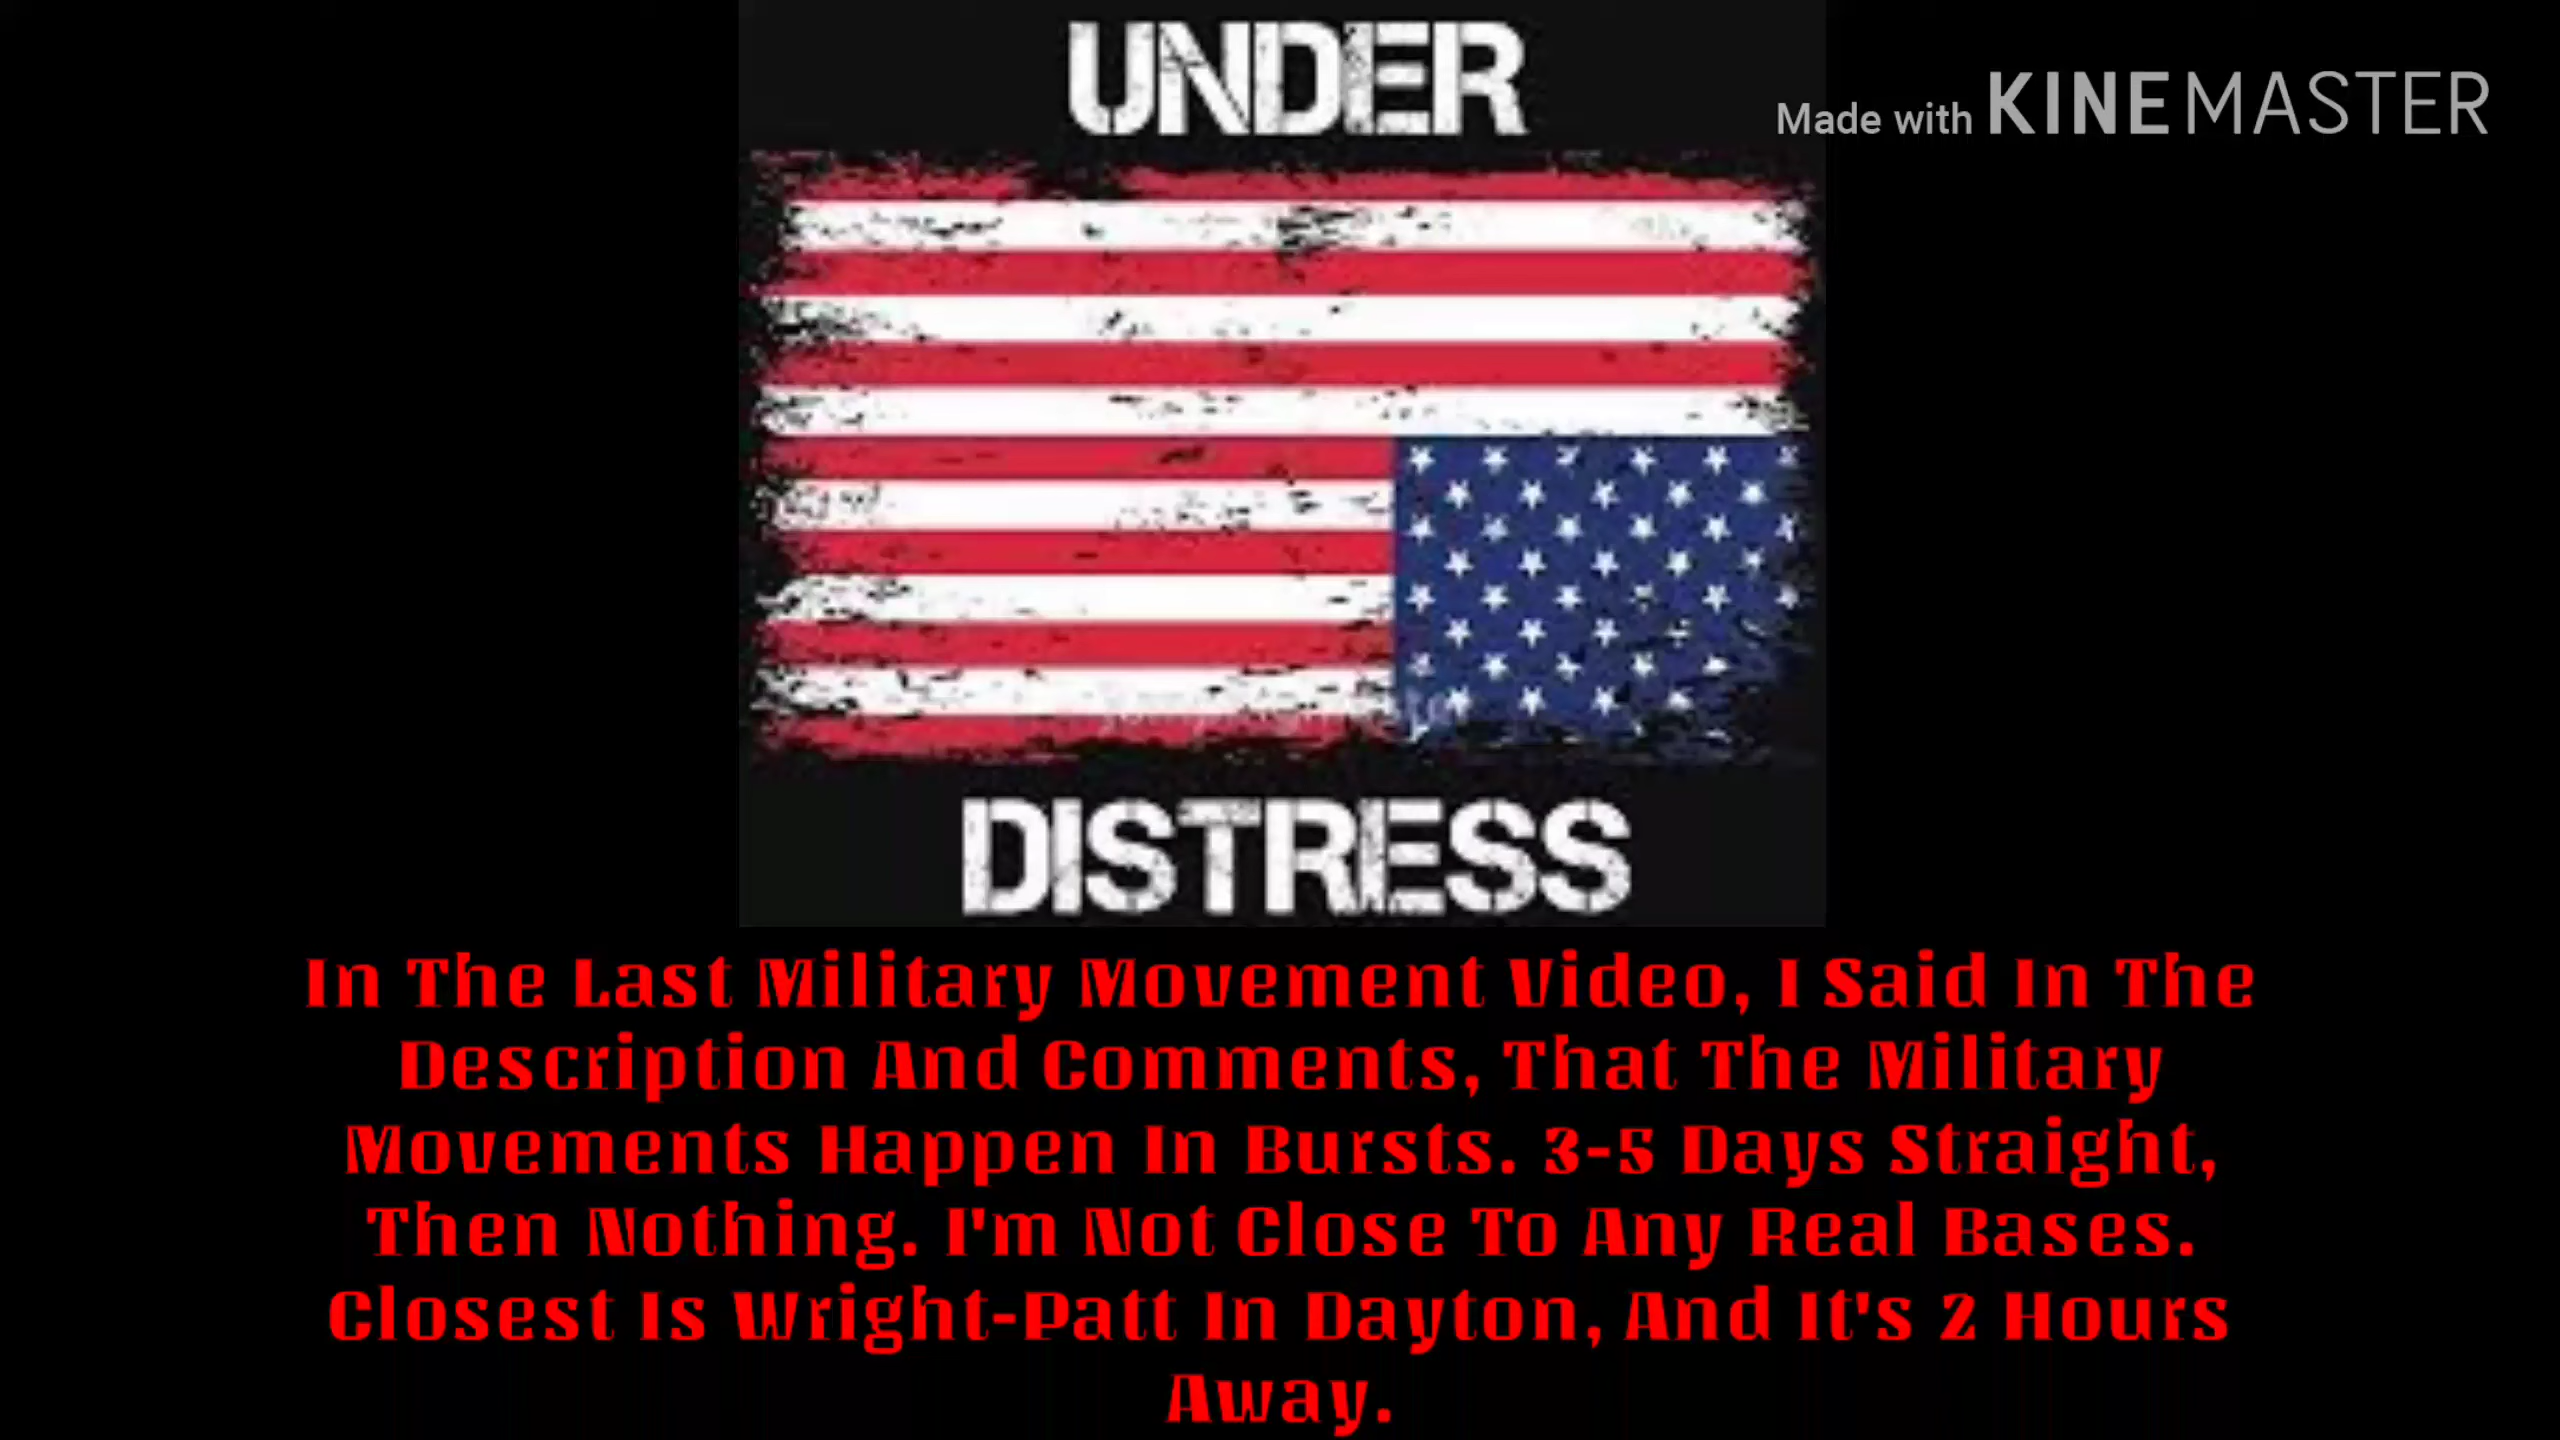 UNDER
Made with KINEMASTER
DISTRESS
In The Last Military Movement Video, I Said In The
Description And Comments, That The Military
Movements Happen In Bursts. 3-5 Days Straight,
Then Nothing. I'm Not Close To Any Real Bases.
Closest Is Wright-Patt In Dayton, And It's 2 Hours
Away.